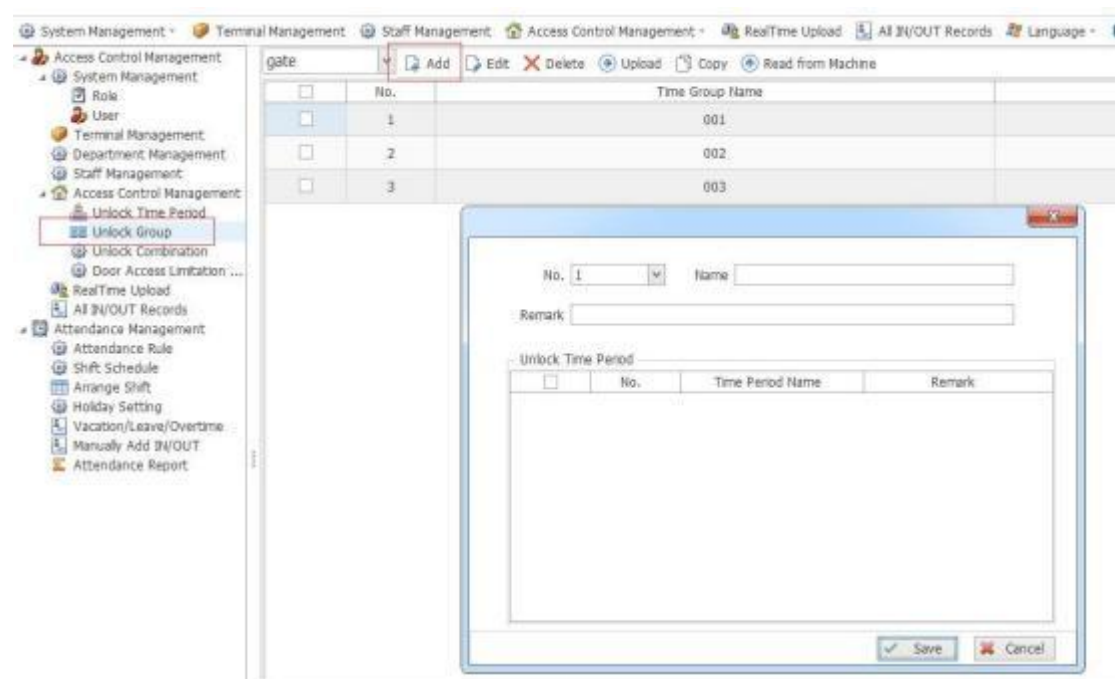 System Management Terminal Management Staff Management Access Control Management RealTime Upload All IN/OUT Records Language
Access Control Management
System Management
Role
User
Terminal Management
Department Management
Staff Management
Access Control Management
Unlock Time Period
Unlock Group
Unlock Combination
Door Access Limitation ...
RealTime Upload
All IN/OUT Records
Attendance Management
Attendance Rule
Shift Schedule
Arrange Shift
Holiday Setting
Vacation/Leave/Overtime
Manually Add IN/OUT
Attendance Report
gate Add Edit Delete Upload Copy Read from Machine
No. Time Group Name
1 001
2 002
3 003
No. 1 Name
Remark
Unlock Time Period
No. Time Period Name Remark
Save Cancel